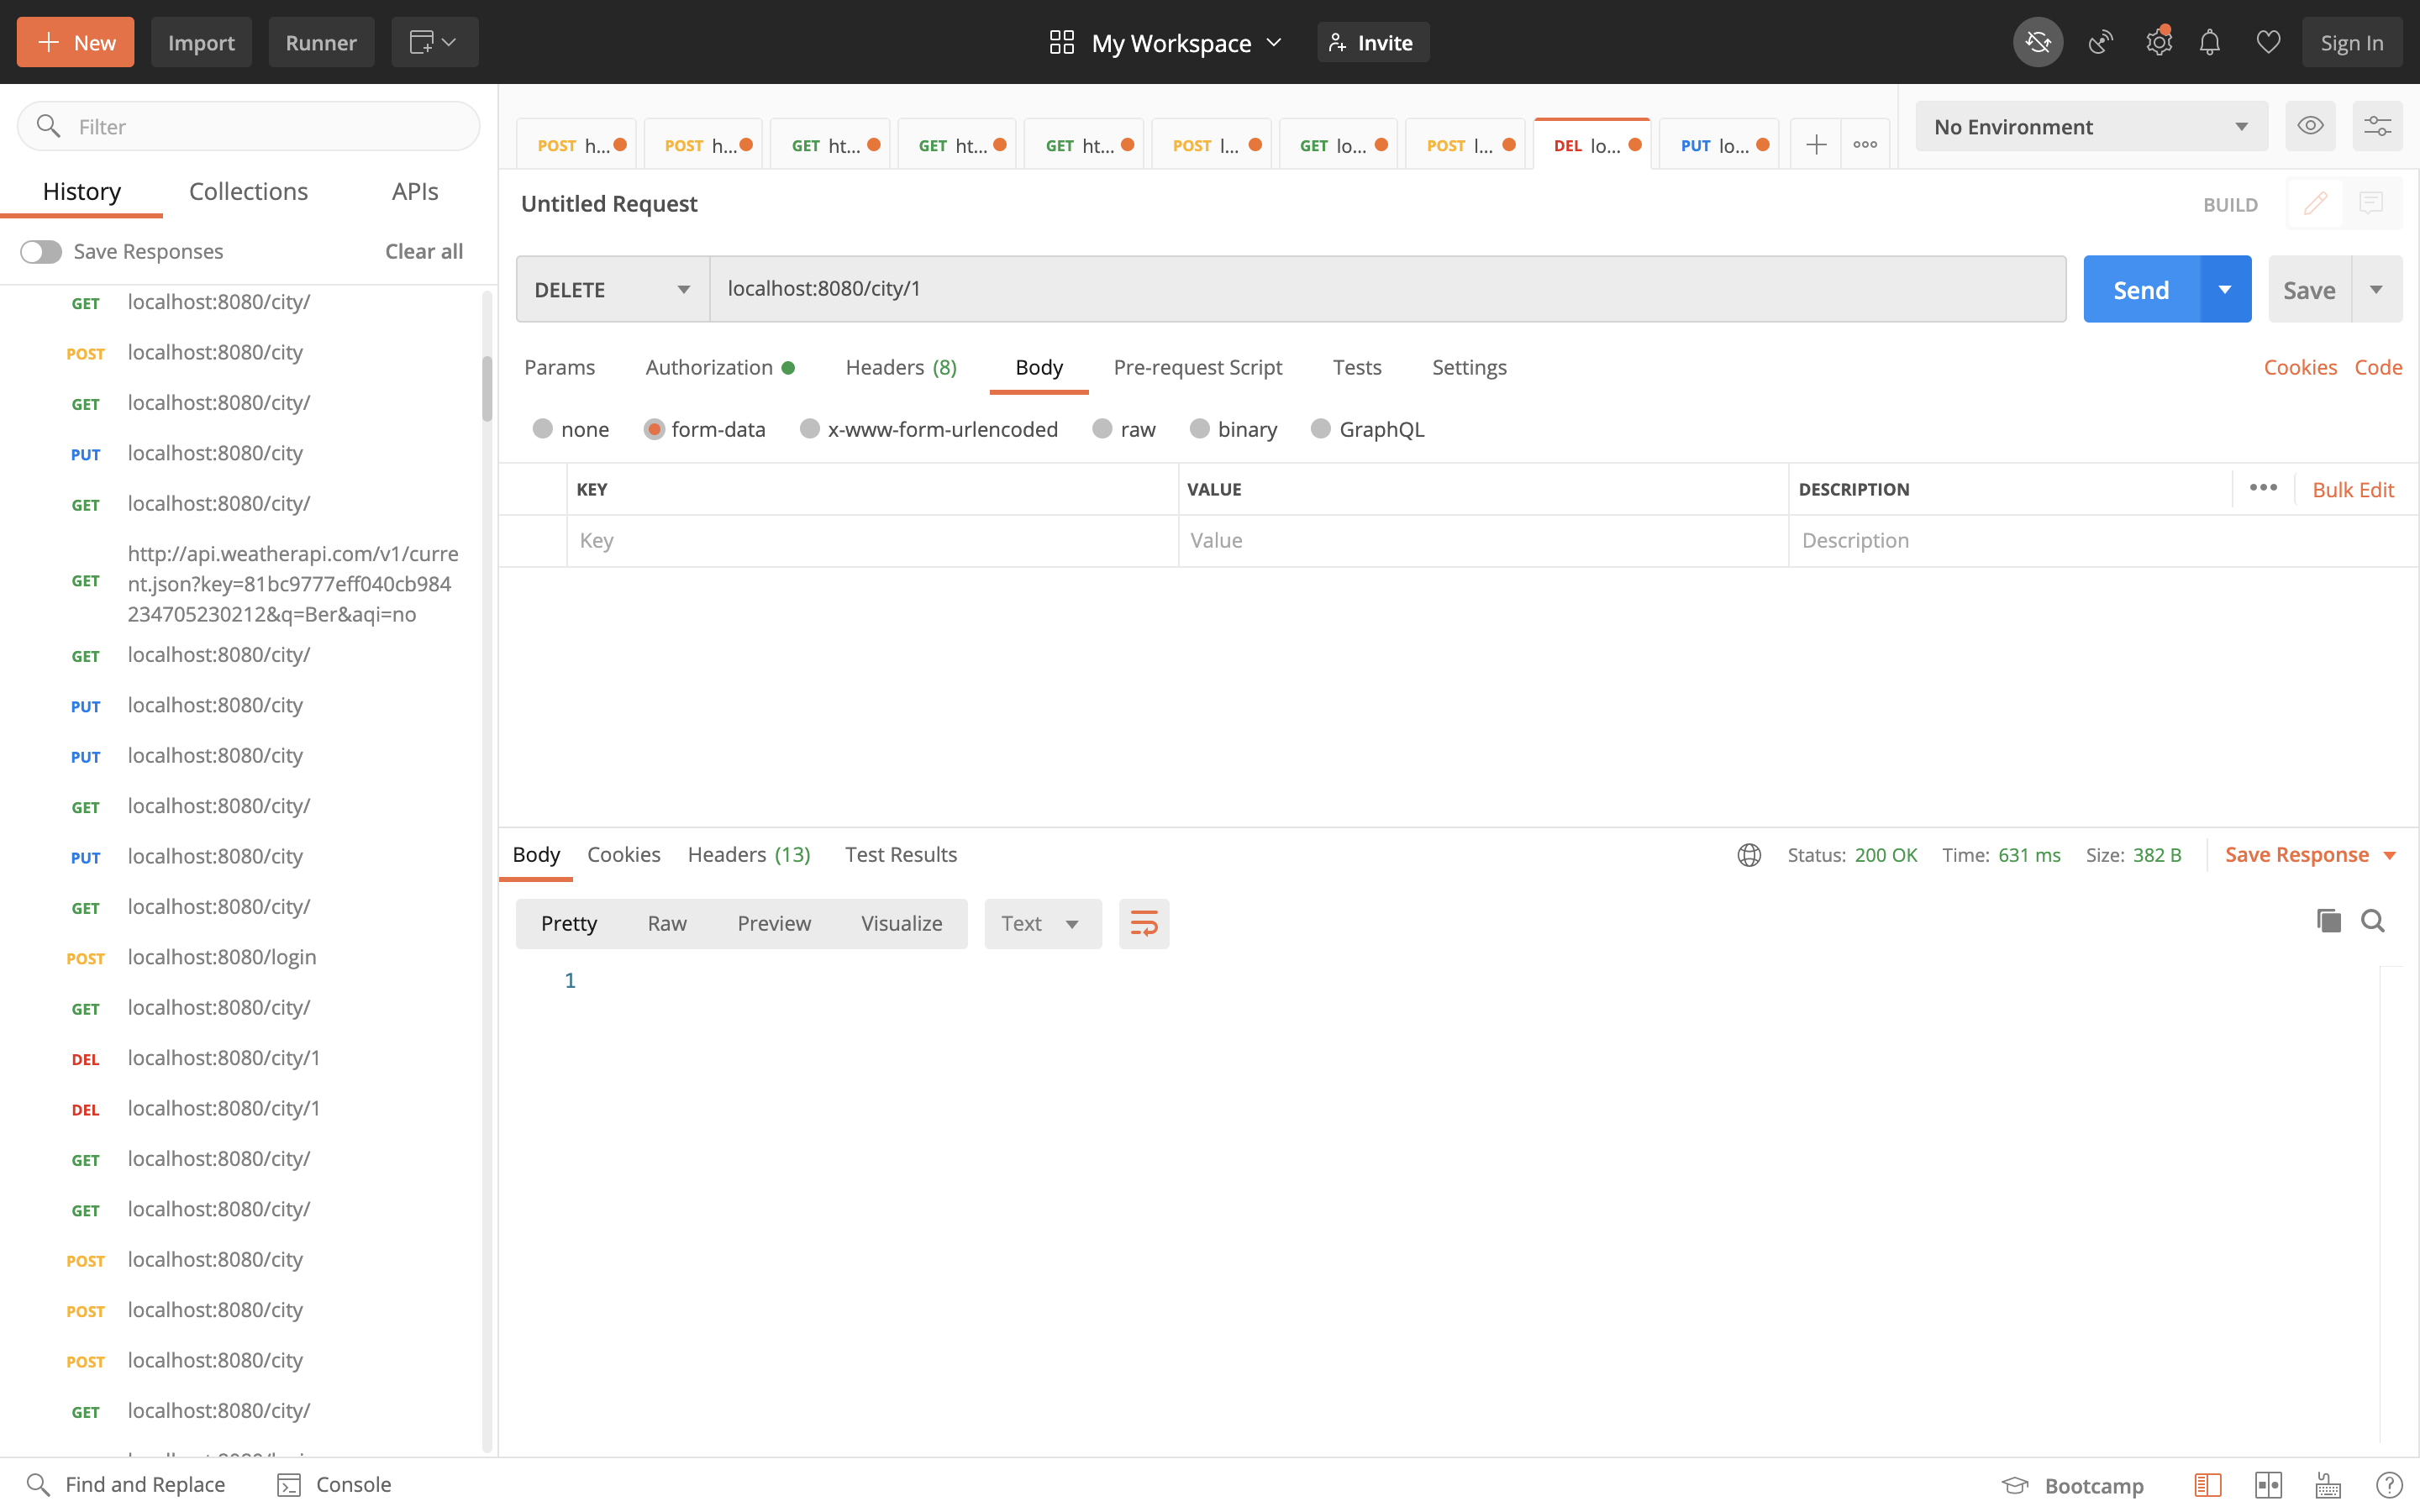 New
Import
Runner
My Workspace
Invite
Sign In
Filter
History
Collections
APIs
Save Responses
Clear all
GET localhost:8080/city/
POST localhost:8080/city
GET localhost:8080/city/
PUT localhost:8080/city
GET localhost:8080/city/
GET http://api.weatherapi.com/v1/curre
nt.json?key=81bc9777eff040cb984
234705230212&q=Ber&aqi=no
GET localhost:8080/city/
PUT localhost:8080/city
PUT localhost:8080/city
GET localhost:8080/city/
PUT localhost:8080/city
GET localhost:8080/city/
POST localhost:8080/login
GET localhost:8080/city/
DEL localhost:8080/city/1
DEL localhost:8080/city/1
GET localhost:8080/city/
GET localhost:8080/city/
POST localhost:8080/city
POST localhost:8080/city
POST localhost:8080/city
GET localhost:8080/city/
POST h...
POST h...
GET ht...
GET ht...
GET ht...
POST l...
GET lo...
POST l...
DEL lo...
PUT lo...
No Environment
Untitled Request
BUILD
DELETE
localhost:8080/city/1
Send
Save
Params
Authorization
Headers (8)
Body
Pre-request Script
Tests
Settings
Cookies
Code
none
form-data
x-www-form-urlencoded
raw
binary
GraphQL
KEY
VALUE
DESCRIPTION
Bulk Edit
Key
Value
Description
Body
Cookies
Headers (13)
Test Results
Status: 200 OK
Time: 631 ms
Size: 382 B
Save Response
Pretty
Raw
Preview
Visualize
Text
1
Find and Replace
Console
Bootcamp